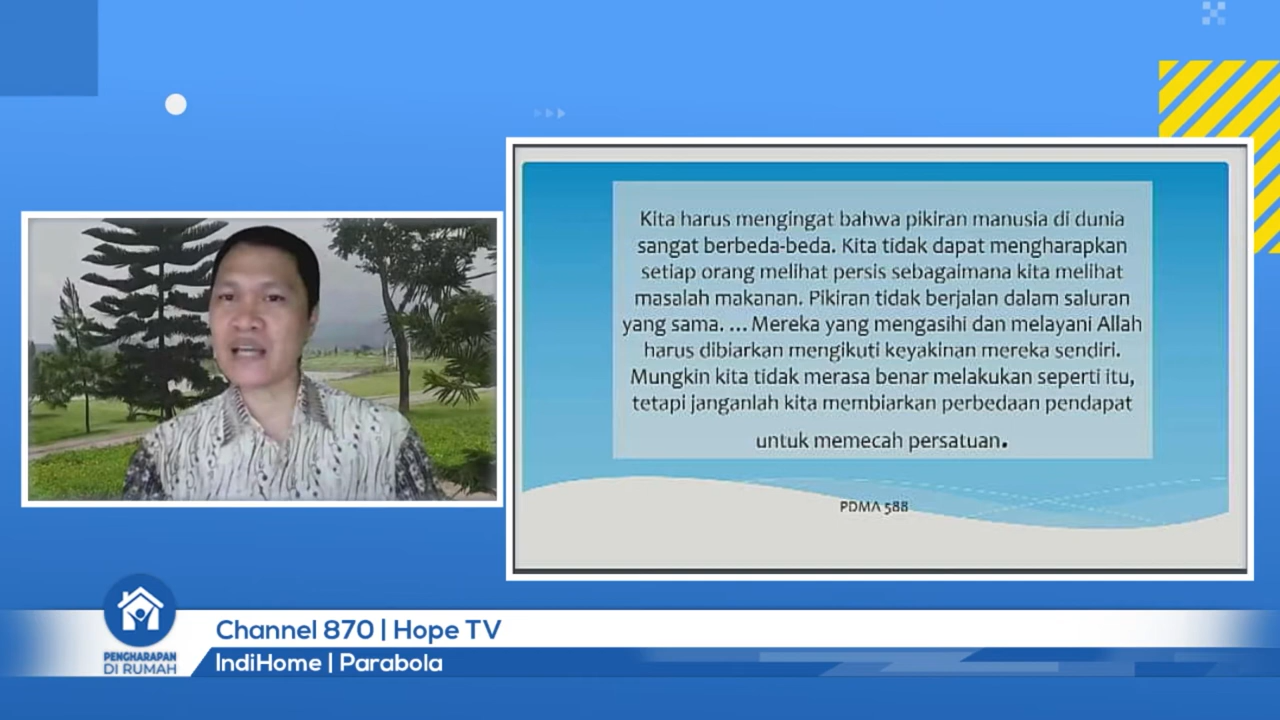 Kita harus mengingat bahwa pikiran manusia di dunia
sangat berbeda-beda. Kita tidak dapat mengharapkan
setiap orang melihat persis sebagaimana kita melihat
masalah makanan. Pikiran tidak berjalan dalam saluran
yang sama. ... Mereka yang mengasihi dan melayani Allah
harus dibiarkan mengikuti keyakinan mereka sendiri.
Mungkin kita tidak merasa benar melakukan seperti itu,
tetapi janganlah kita membiarkan perbedaan pendapat
untuk memecah persatuan.
PDMA 588
PENGHARAPAN
DI RUMAH
Channel 870 | Hope TV
IndiHome | Parabola